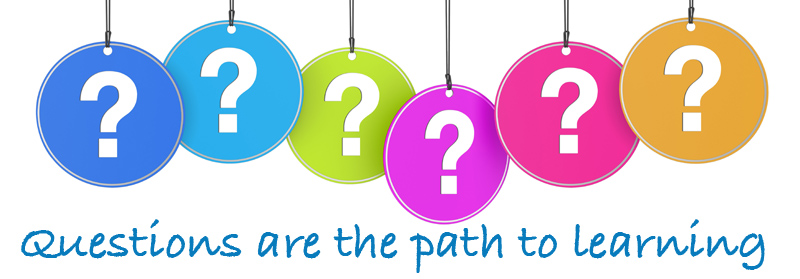 ? ? ? ? ? ?
Questions are the path to learning